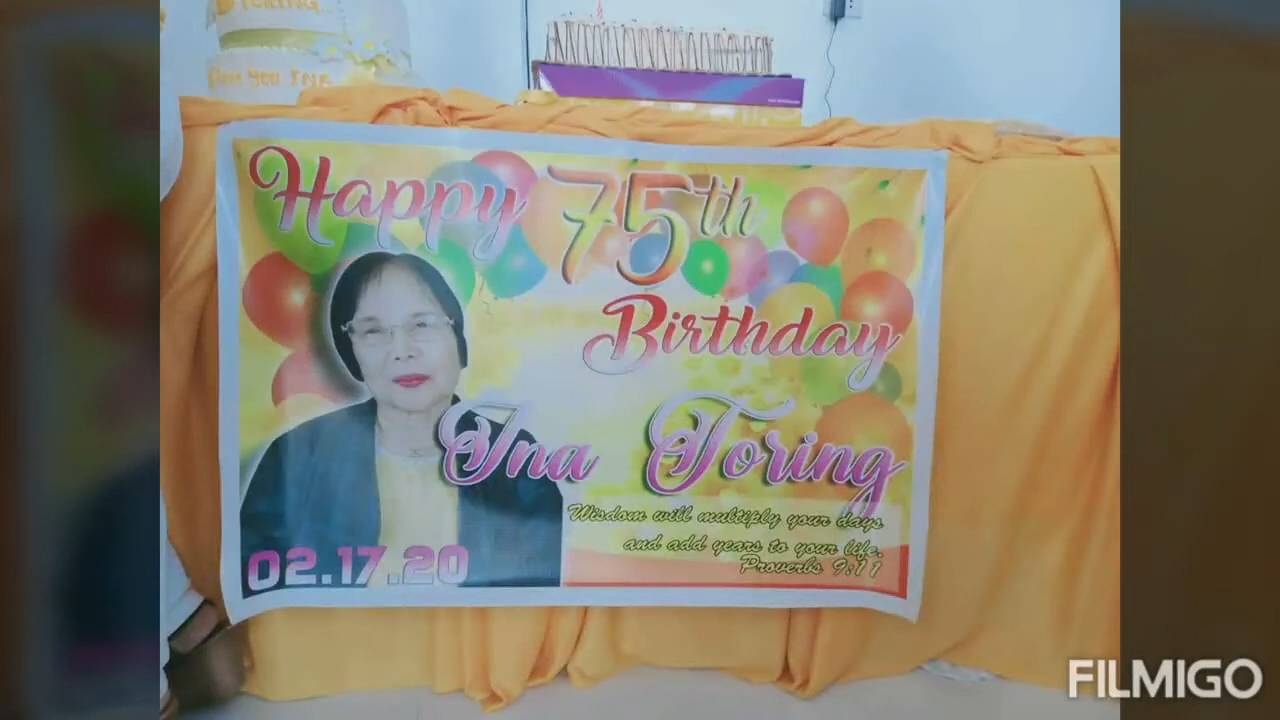 Happy 75th
Birthday
Ina Toring
Wisdom will multiply your days
and add years to your life.
Proverbs 9:11
02.17.20
FILMIGO